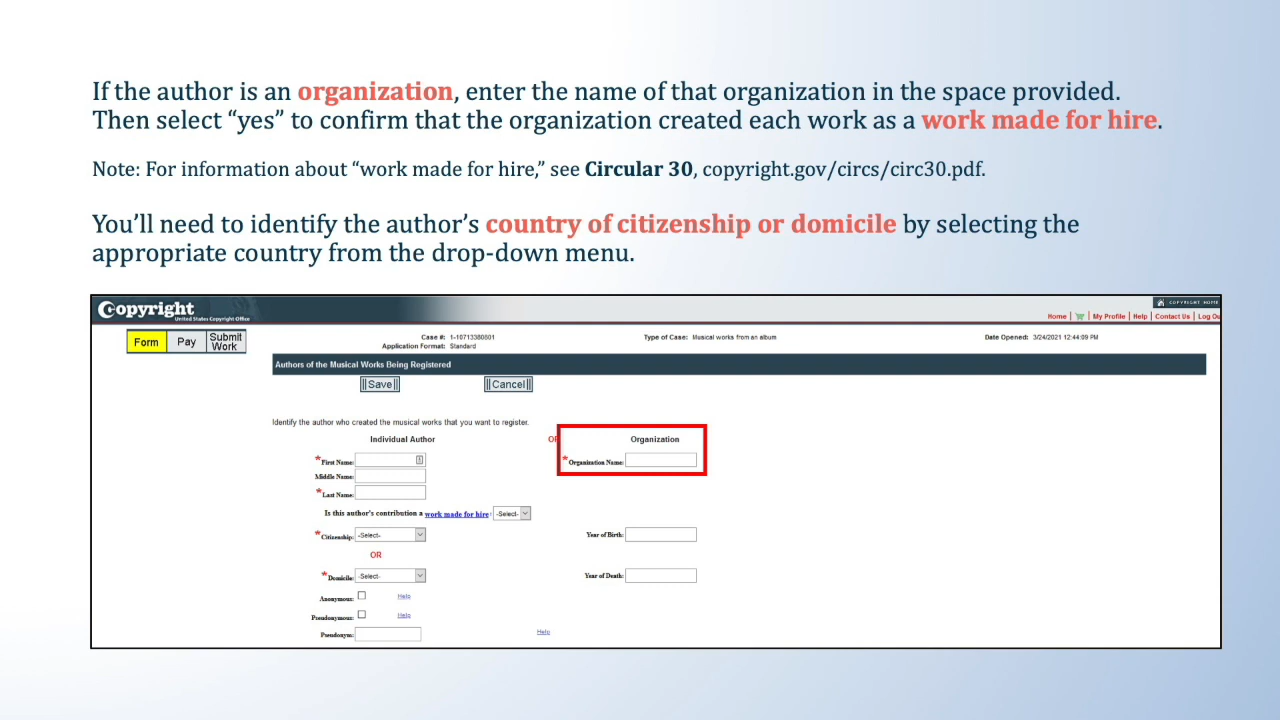 If the author is an organization, enter the name of that organization in the space provided.
Then select “yes” to confirm that the organization created each work as a work made for hire.
Note: For information about “work made for hire,” see Circular 30, copyright.gov/circs/circ30.pdf.
You’ll need to identify the author’s country of citizenship or domicile by selecting the
appropriate country from the drop-down menu.
Copyright
United States Copyright Office
COPYRIGHT HOME
Home | My Profile | Help | Contact Us | Log Ou
Form Pay Submit Work
Case #: 1-10713380801 Type of Case: Musical works from an album Date Opened: 3/24/2021 12:44:09 PM
Application Format: Standard
Authors of the Musical Works Being Registered
||Save|| ||Cancel||
Identify the author who created the musical works that you want to register.
Individual Author OR Organization
*First Name: *Organization Name:
Middle Name:
*Last Name:
Is this author's contribution a work made for hire: -Select-
*Citizenship: -Select- Year of Birth:
OR
*Domicile: -Select- Year of Death:
Anonymous: Help
Pseudonymous: Help
Pseudonym: Help